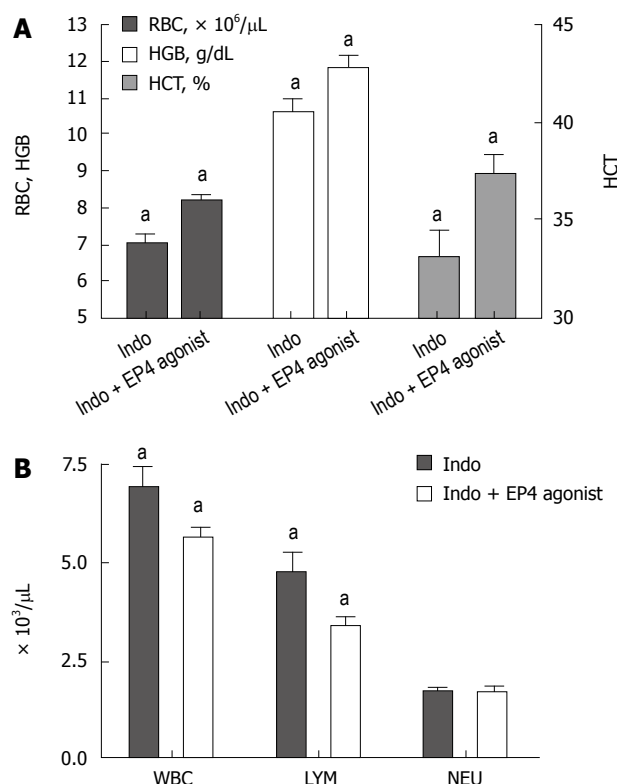 A
RBC, × 10⁶/μL
HGB, g/dL
HCT, %
13
12
11
10
9
8
7
6
5
RBC, HGB
45
40
35
30
HCT
a
a
a
a
a
a
Indo
Indo + EP4 agonist
Indo
Indo + EP4 agonist
Indo
Indo + EP4 agonist
B
Indo
Indo + EP4 agonist
7.5
5.0
2.5
0.0
× 10³/μL
a
a
a
a
WBC LYM NEU